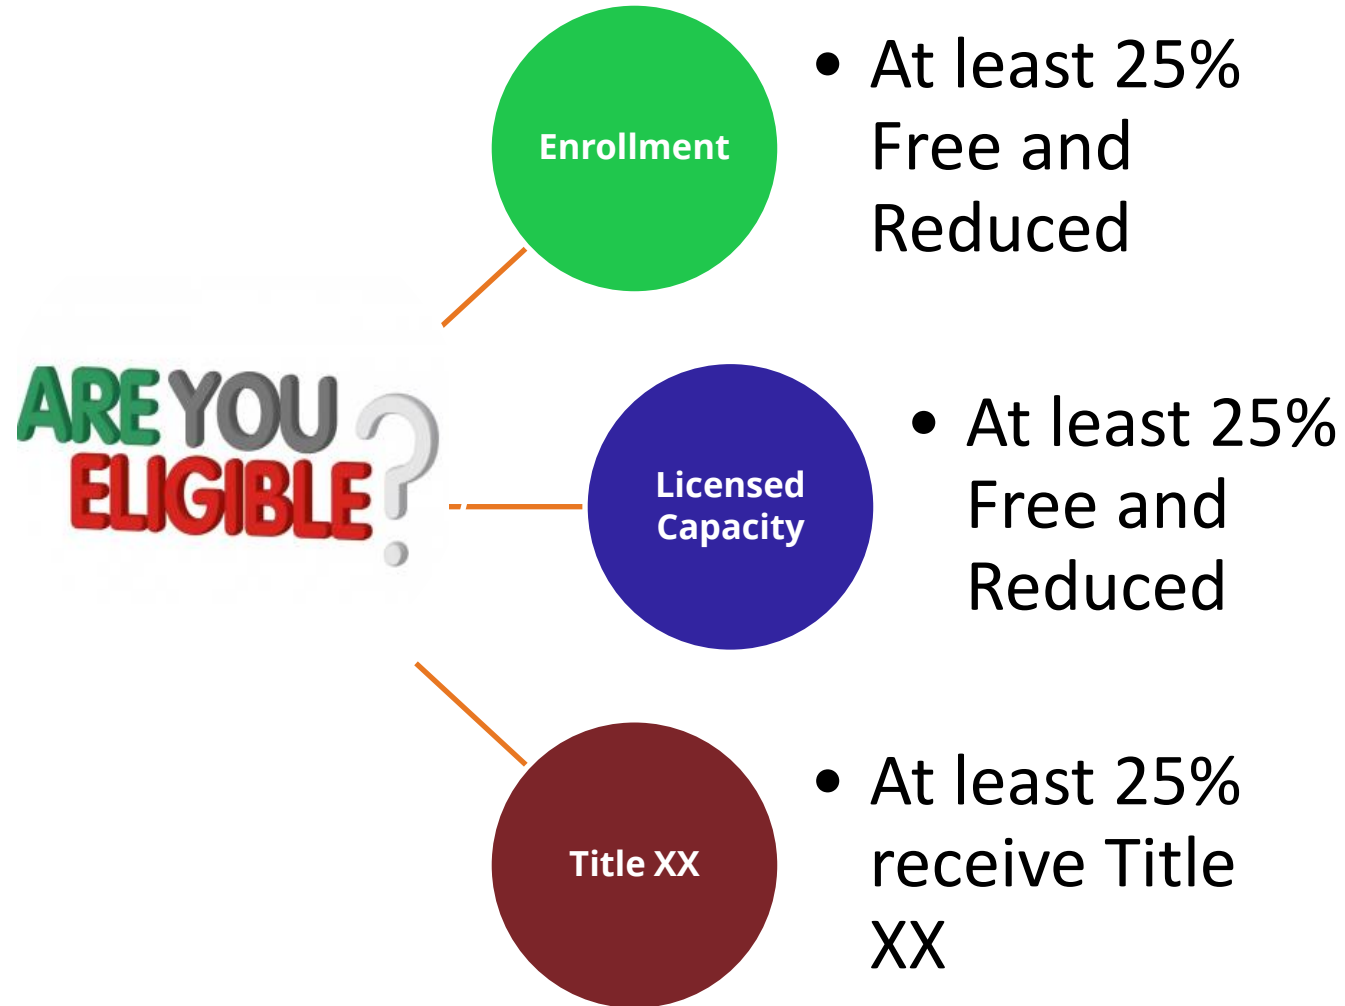 ARE YOU
ELIGIBLE?
Enrollment
• At least 25%
Free and
Reduced
Licensed
Capacity
• At least 25%
Free and
Reduced
Title XX
• At least 25%
receive Title
XX